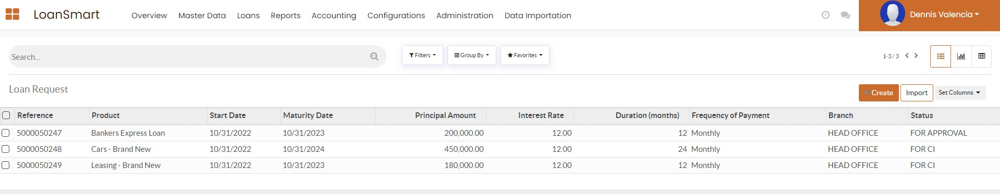 LoanSmart Overview Master Data Loans Reports Accounting Configurations Administration Data Importation Dennis Valencia
Search... Filters Group By Favorites 1-3 / 3
Loan Request
+ Create Import Set Columns
Reference Product Start Date Maturity Date Principal Amount Interest Rate Duration (months) Frequency of Payment Branch Status
5000050247 Bankers Express Loan 10/31/2022 10/31/2023 200,000.00 12.00 12 Monthly HEAD OFFICE FOR APPROVAL
5000050248 Cars - Brand New 10/31/2022 10/31/2024 450,000.00 12.00 24 Monthly HEAD OFFICE FOR CI
5000050249 Leasing - Brand New 10/31/2022 10/31/2023 180,000.00 12.00 12 Monthly HEAD OFFICE FOR CI